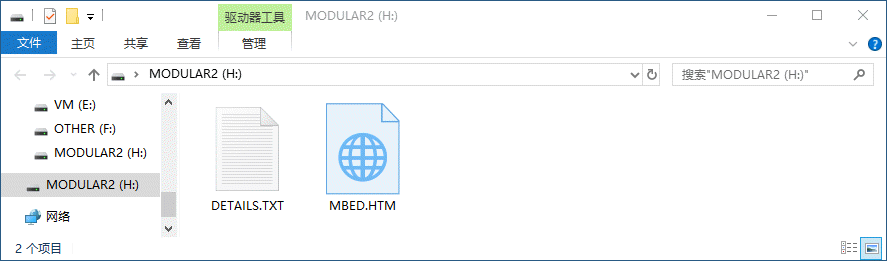 驱动器工具 MODULAR2 (H:)
文件 主页 共享 查看 管理
MODULAR2 (H:) 搜索"MODULAR2 (H:)"
VM (E:)
OTHER (F:)
MODULAR2 (H:)
MODULAR2 (H:)
网络
DETAILS.TXT MBED.HTM
2 个项目